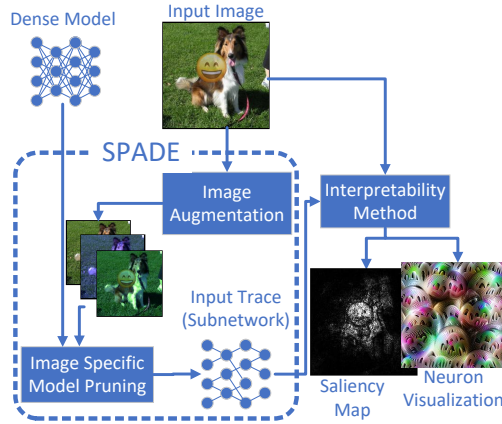 Dense Model
Input Image
SPADE
Image
Augmentation
Interpretability
Method
Input Trace
(Subnetwork)
Image Specific
Model Pruning
Saliency
Map
Neuron
Visualization